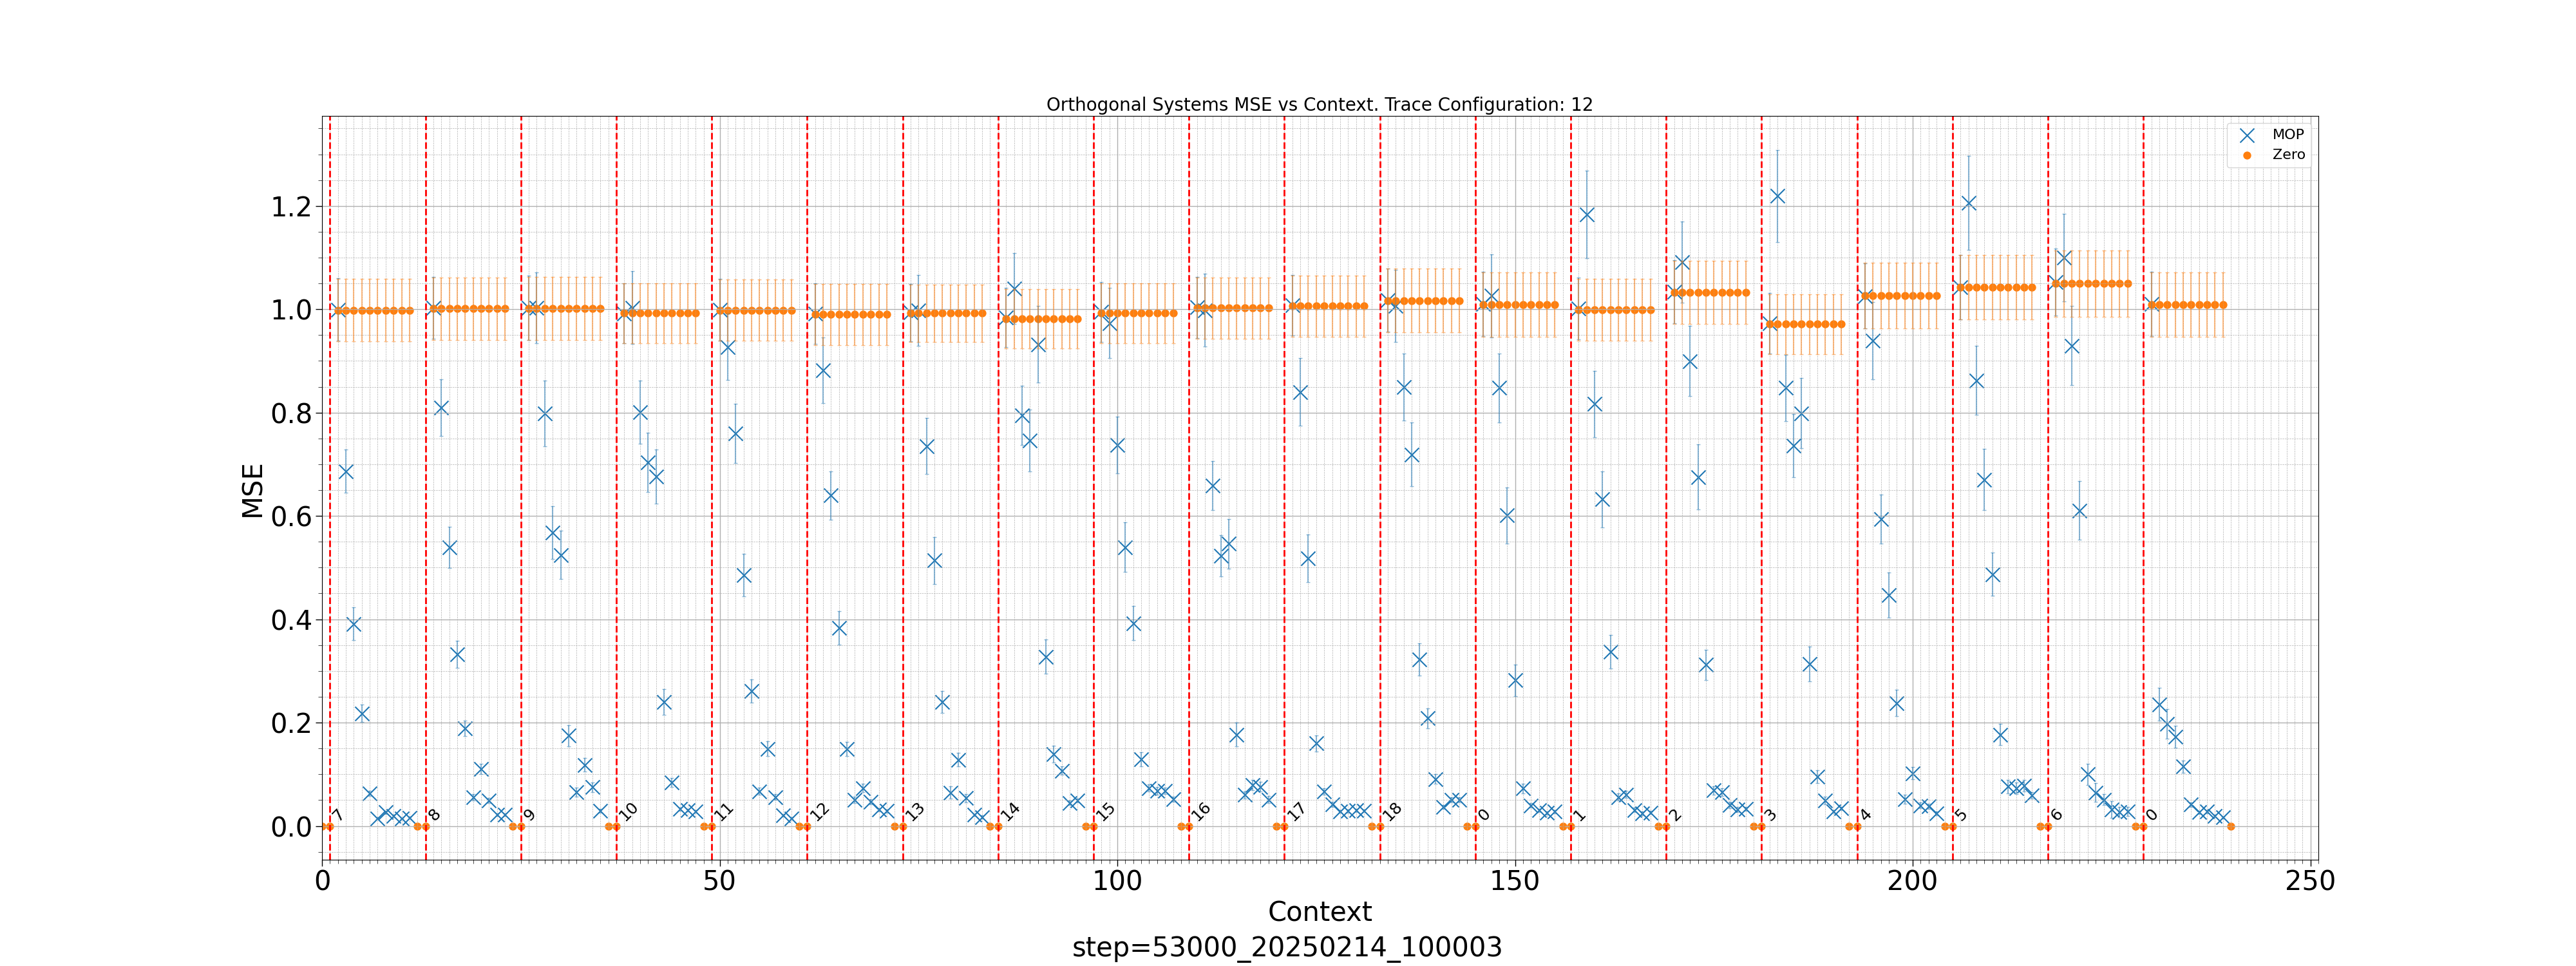 Orthogonal Systems MSE vs Context. Trace Configuration: 12
MOP
Zero
MSE
1.2
1.0
0.8
0.6
0.4
0.2
0.0
7 8 9 10 11 12 13 14 15 16 17 18 0 1 2 3 4 5 6 0
0 50 100 150 200 250
Context
step=53000_20250214_100003